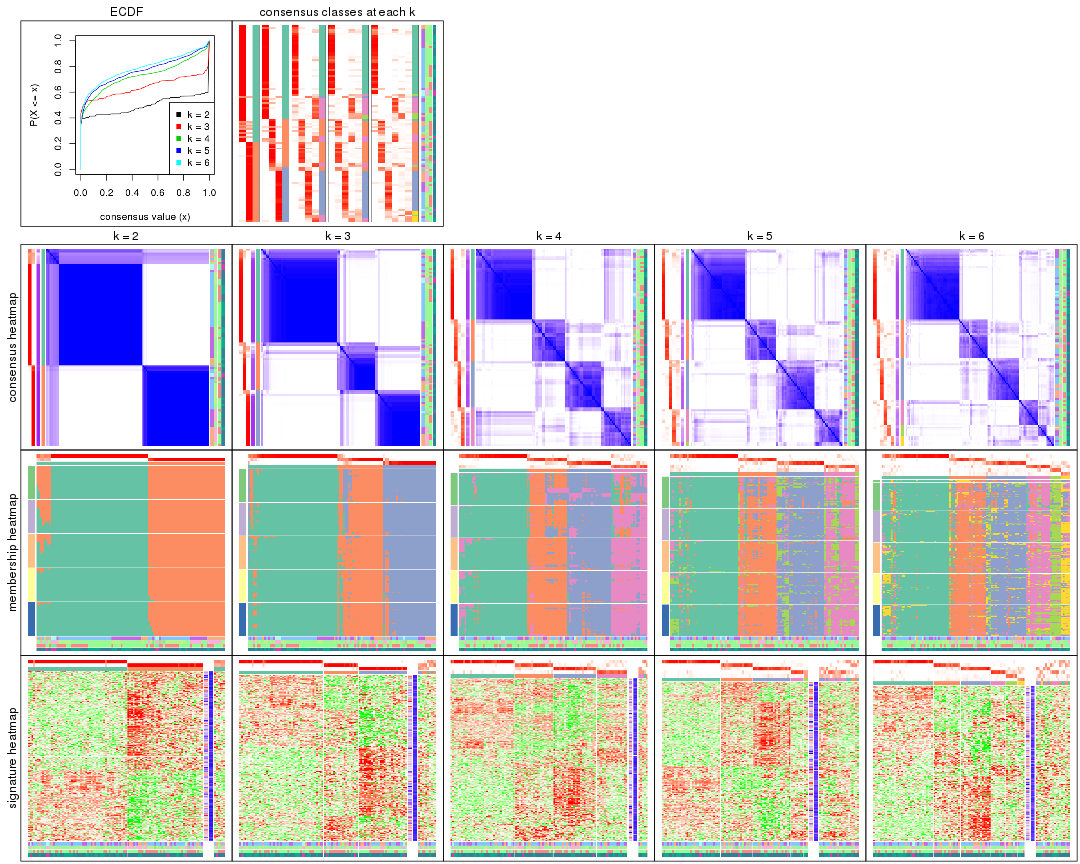 ECDF
consensus classes at each k
P(X <= x)
0.0 0.2 0.4 0.6 0.8 1.0
k = 2
k = 3
k = 4
k = 5
k = 6
0.0 0.2 0.4 0.6 0.8 1.0
consensus value (x)
k = 2 k = 3 k = 4 k = 5 k = 6
consensus heatmap
membership heatmap
signature heatmap